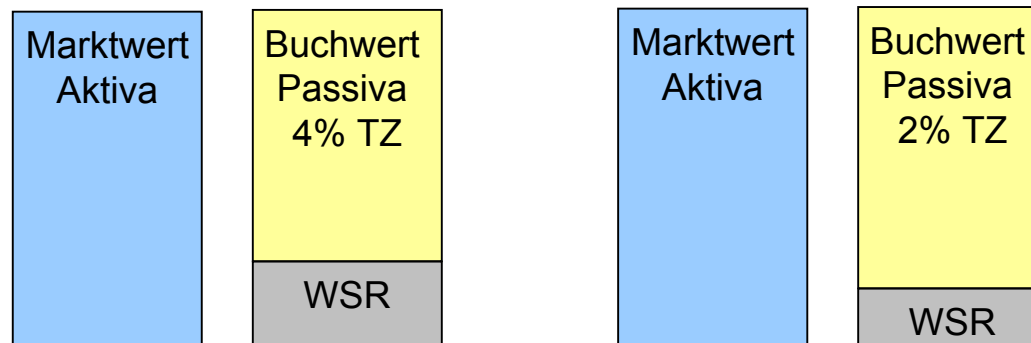 Marktwert
Aktiva
Buchwert
Passiva
4% TZ
WSR
Marktwert
Aktiva
Buchwert
Passiva
2% TZ
WSR